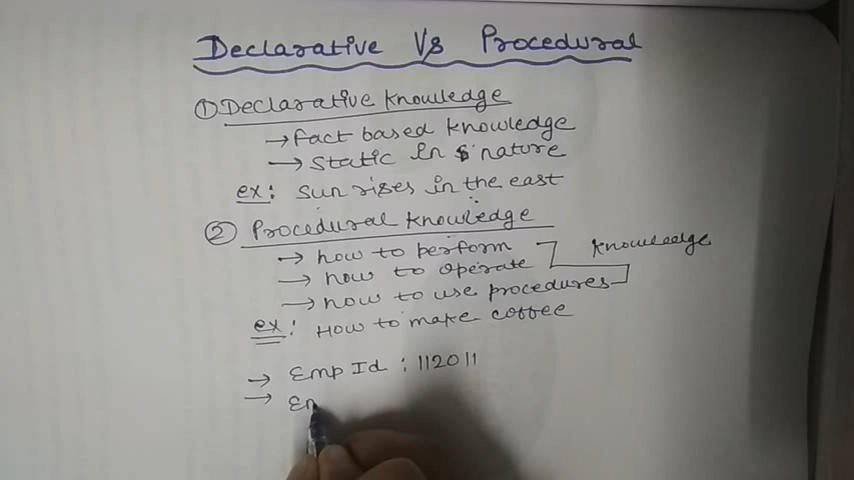 Declarative Vs Procedural
① Declarative Knowledge
→ fact based knowledge
→ static in nature
ex: sun rises in the east
② Procedural knowledge
→ how to perform
→ how to operate
→ how to use procedures
knowledge
ex: How to make coffee
→ Emp Id : 112011
→ En